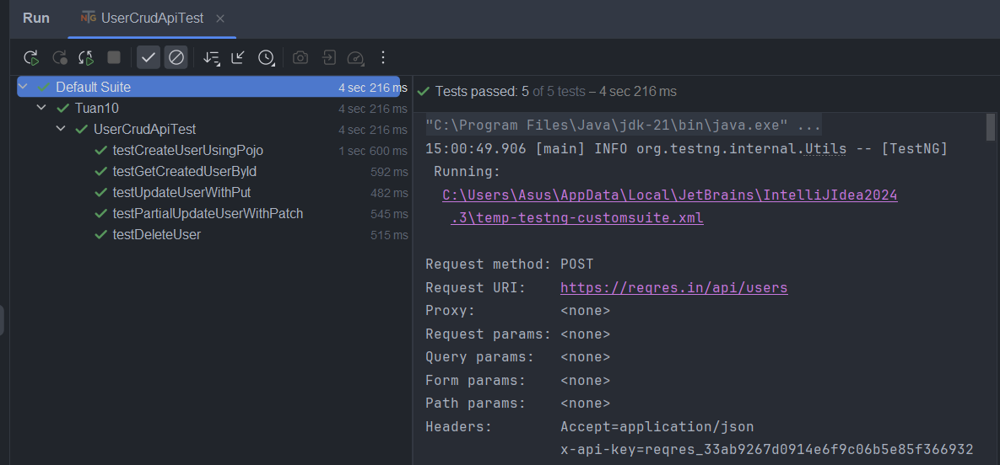 Run
UserCrudApiTest
Default Suite 4 sec 216 ms
Tuan10 4 sec 216 ms
UserCrudApiTest 4 sec 216 ms
testCreateUserUsingPojo 1 sec 600 ms
testGetCreatedUserById 592 ms
testUpdateUserWithPut 482 ms
testPartialUpdateUserWithPatch 545 ms
testDeleteUser 515 ms
Tests passed: 5 of 5 tests – 4 sec 216 ms
"C:\Program Files\Java\jdk-21\bin\java.exe" ...
15:00:49.906 [main] INFO org.testng.internal.Utils -- [TestNG]
Running:
C:\Users\Asus\AppData\Local\JetBrains\IntelliJIdea2024
.3\temp-testng-customsuite.xml
Request method: POST
Request URI: https://reqres.in/api/users
Proxy: <none>
Request params: <none>
Query params: <none>
Form params: <none>
Path params: <none>
Headers: Accept=application/json
x-api-key=reqres_33ab9267d0914e6f9c06b5e85f366932